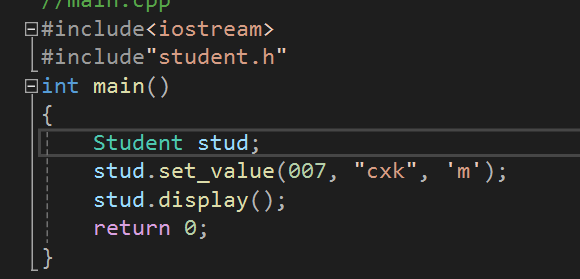 //main.cpp
#include<iostream>
#include"student.h"
int main()
{
Student stud;
stud.set_value(007, "cxk", 'm');
stud.display();
return 0;
}